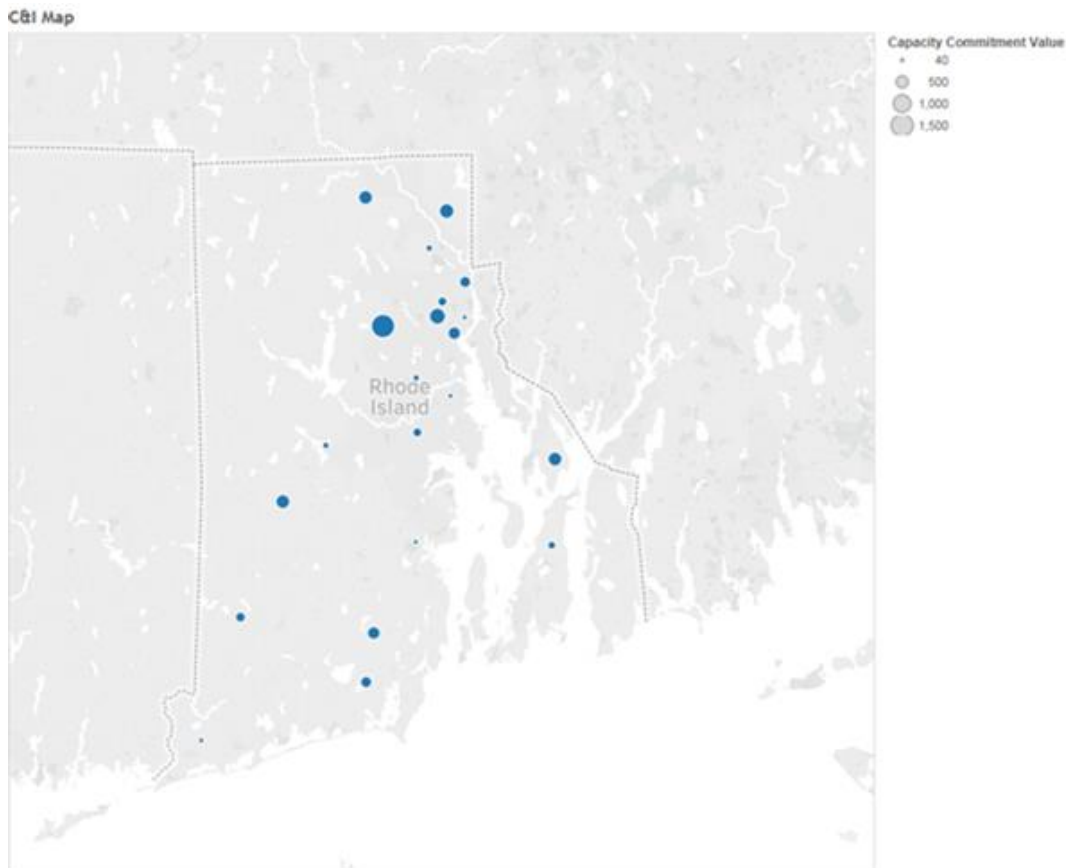 C&I Map
Capacity Commitment Value
40
500
1,000
1,500
Rhode
Island